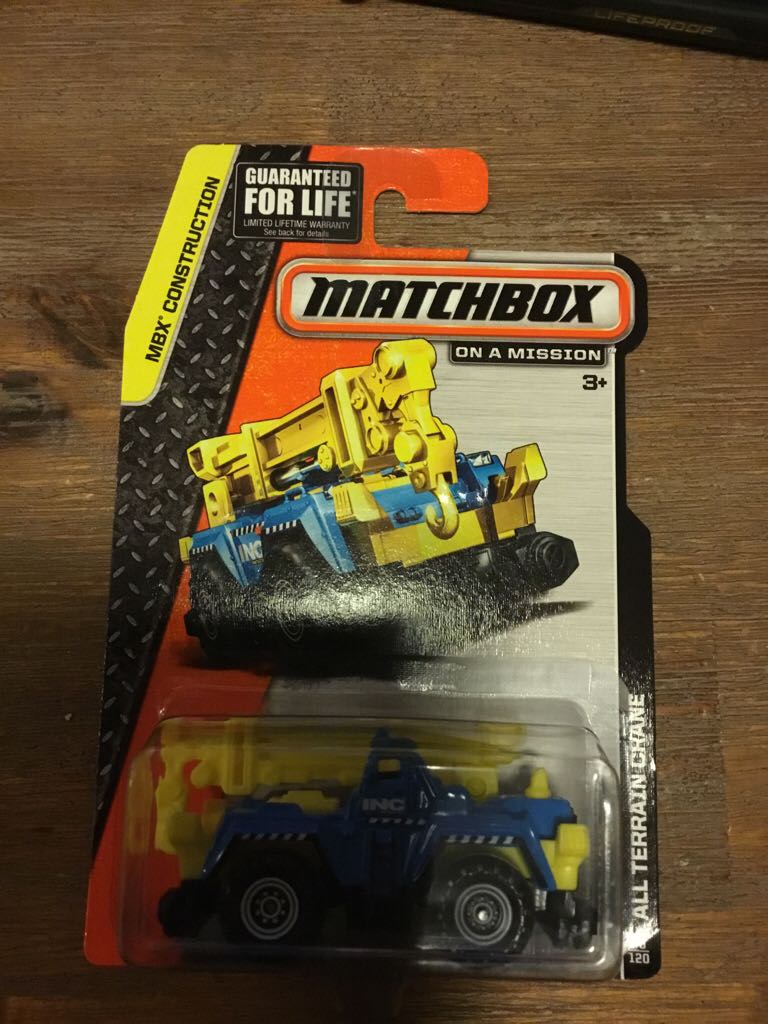 LIFEPROOF
GUARANTEED
FOR LIFE*
LIMITED LIFETIME WARRANTY
See back for details
MBX® CONSTRUCTION
MATCHBOX
ON A MISSION™
3+
INC
INC
ALL TERRAIN CRANE
120